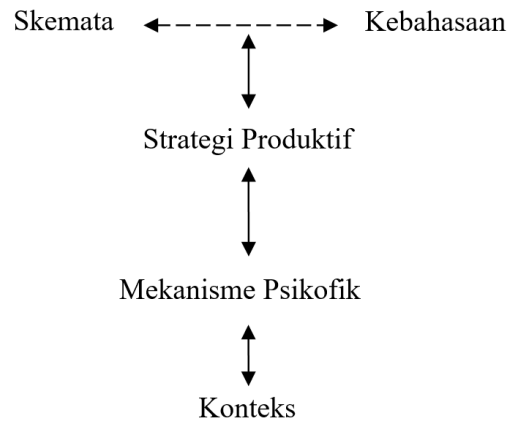 Skemata Kebahasaan
Strategi Produktif
Mekanisme Psikofik
Konteks